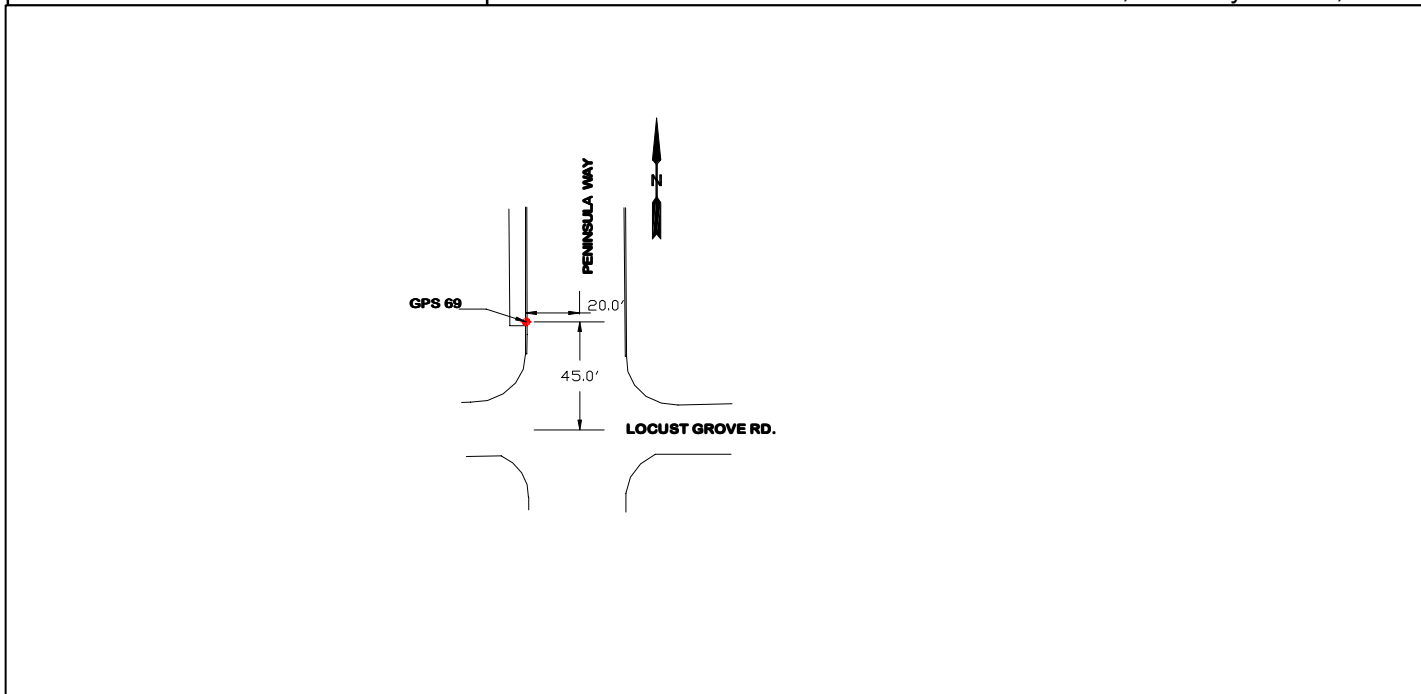 N
PENINSULA WAY
GPS 69
20.0'
45.0'
LOCUST GROVE RD.